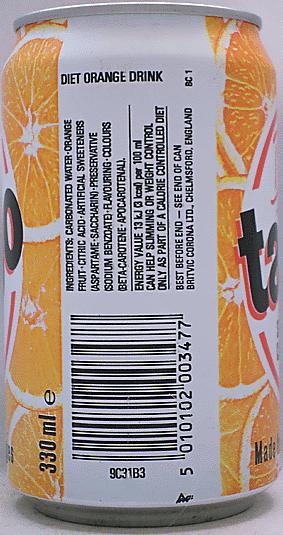 DIET ORANGE DRINK
BC 1
INGREDIENTS: CARBONATED WATER·ORANGE
FRUIT·CITRIC ACID·ARTIFICIAL SWEETENERS
(ASPARTAME·SACCHARIN)·PRESERVATIVE
(SODIUM BENZOATE)·FLAVOURING·COLOURS
(BETA-CAROTENE·APOCAROTENAL).
ENERGY VALUE: 13 kJ (3 kcal) per 100 ml
CAN HELP SLIMMING OR WEIGHT CONTROL
ONLY AS PART OF A CALORIE CONTROLLED DIET
BEST BEFORE END – SEE END OF CAN
BRITVIC CORONA LTD., CHELMSFORD, ENGLAND
330 ml e
5 010102 003477
9C31B3
o
ta
Made